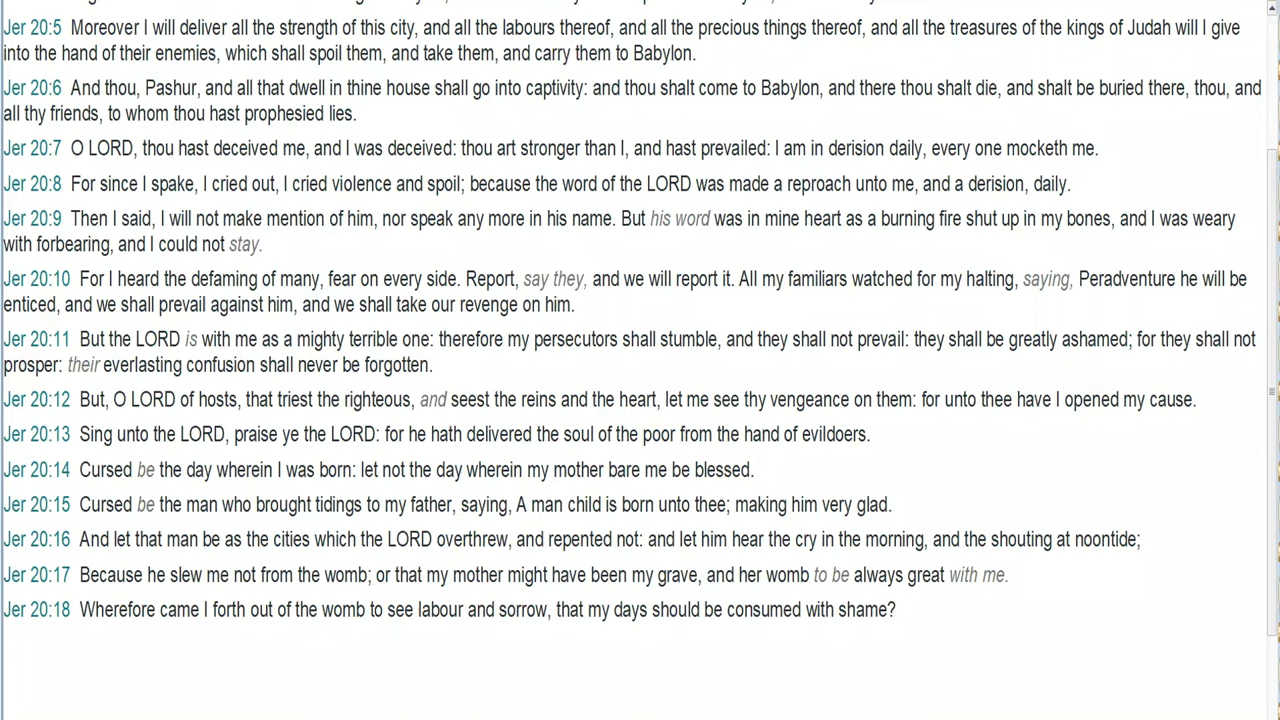 Jer 20:5 Moreover I will deliver all the strength of this city, and all the labours thereof, and all the precious things thereof, and all the treasures of the kings of Judah will I give
into the hand of their enemies, which shall spoil them, and take them, and carry them to Babylon.
Jer 20:6 And thou, Pashur, and all that dwell in thine house shall go into captivity: and thou shalt come to Babylon, and there thou shalt die, and shalt be buried there, thou, and
all thy friends, to whom thou hast prophesied lies.
Jer 20:7 O LORD, thou hast deceived me, and I was deceived: thou art stronger than I, and hast prevailed: I am in derision daily, every one mocketh me.
Jer 20:8 For since I spake, I cried out, I cried violence and spoil; because the word of the LORD was made a reproach unto me, and a derision, daily.
Jer 20:9 Then I said, I will not make mention of him, nor speak any more in his name. But his word was in mine heart as a burning fire shut up in my bones, and I was weary
with forbearing, and I could not stay.
Jer 20:10 For I heard the defaming of many, fear on every side. Report, say they, and we will report it. All my familiars watched for my halting, saying, Peradventure he will be
enticed, and we shall prevail against him, and we shall take our revenge on him.
Jer 20:11 But the LORD is with me as a mighty terrible one: therefore my persecutors shall stumble, and they shall not prevail: they shall be greatly ashamed; for they shall not
prosper: their everlasting confusion shall never be forgotten.
Jer 20:12 But, O LORD of hosts, that triest the righteous, and seest the reins and the heart, let me see thy vengeance on them: for unto thee have I opened my cause.
Jer 20:13 Sing unto the LORD, praise ye the LORD: for he hath delivered the soul of the poor from the hand of evildoers.
Jer 20:14 Cursed be the day wherein I was born: let not the day wherein my mother bare me be blessed.
Jer 20:15 Cursed be the man who brought tidings to my father, saying, A man child is born unto thee; making him very glad.
Jer 20:16 And let that man be as the cities which the LORD overthrew, and repented not: and let him hear the cry in the morning, and the shouting at noontide;
Jer 20:17 Because he slew me not from the womb; or that my mother might have been my grave, and her womb to be always great with me.
Jer 20:18 Wherefore came I forth out of the womb to see labour and sorrow, that my days should be consumed with shame?